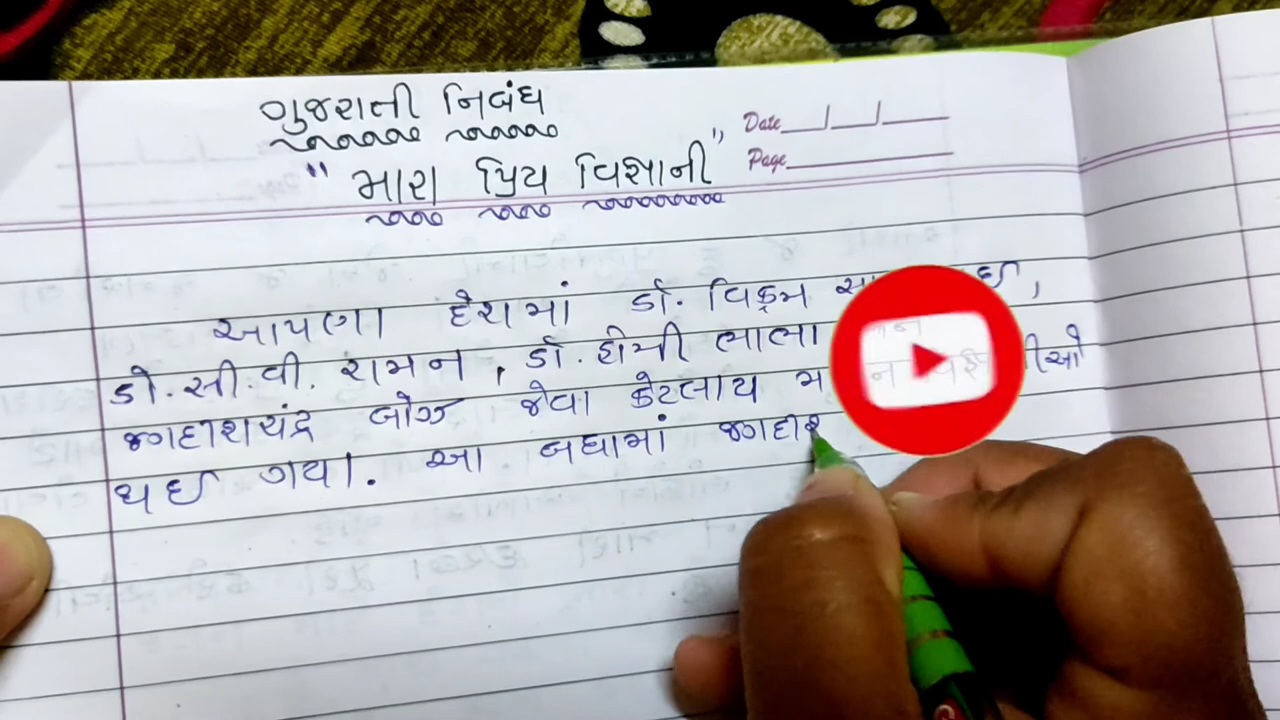 ગુજરાતી નિબંધ
Date
"મારા પ્રિય વિજ્ઞાની"
Page
આપણા દેશમાં ડૉ. વિક્રમ
ડૉ. સી. વી. રામન, ડૉ. હોમી ભાભા
જગદીશચંદ્ર બોઝ જેવા કેટલાય
થઈ ગયા. આ બધામાં જગદીશ